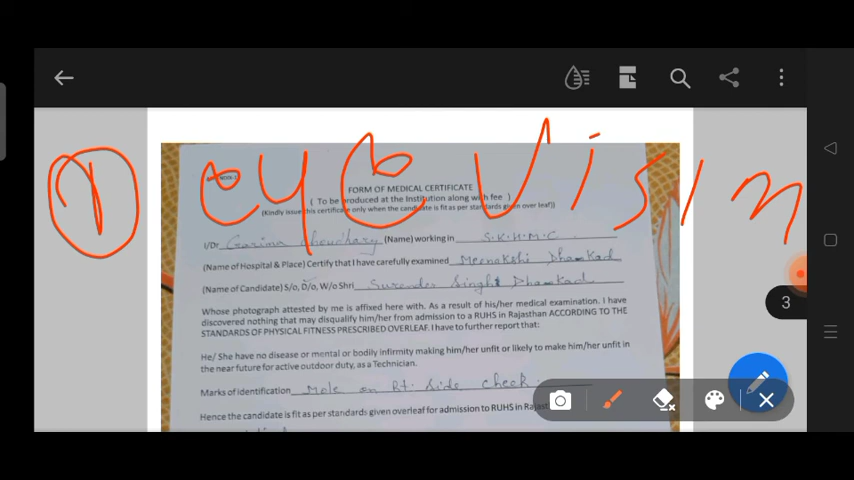 ① eye Vision
FORM OF MEDICAL CERTIFICATE
( To be produced at the Institution along with fee )
(Kindly issue this certificate only when the candidate is fit as per standards given over leaf))
I/Dr Garima Choudhary (Name) working in S.K.H.M.C
(Name of Hospital & Place) Certify that I have carefully examined Meenakshi Dhamkad
(Name of Candidate) S/o, D/o, W/o Shri Surender Singh Dhamkad
Whose photograph attested by me is affixed here with. As a result of his/her medical examination. I have
discovered nothing that may disqualify him/her from admission to a RUHS in Rajasthan ACCORDING TO THE
STANDARDS OF PHYSICAL FITNESS PRESCRIBED OVERLEAF. I have to further report that:
He/ She have no disease or mental or bodily infirmity making him/her unfit or likely to make him/her unfit in
the near future for active outdoor duty, as a Technician.
Marks of identification Mole on Rt. Side cheek.
Hence the candidate is fit as per standards given overleaf for admission to RUHS in
3